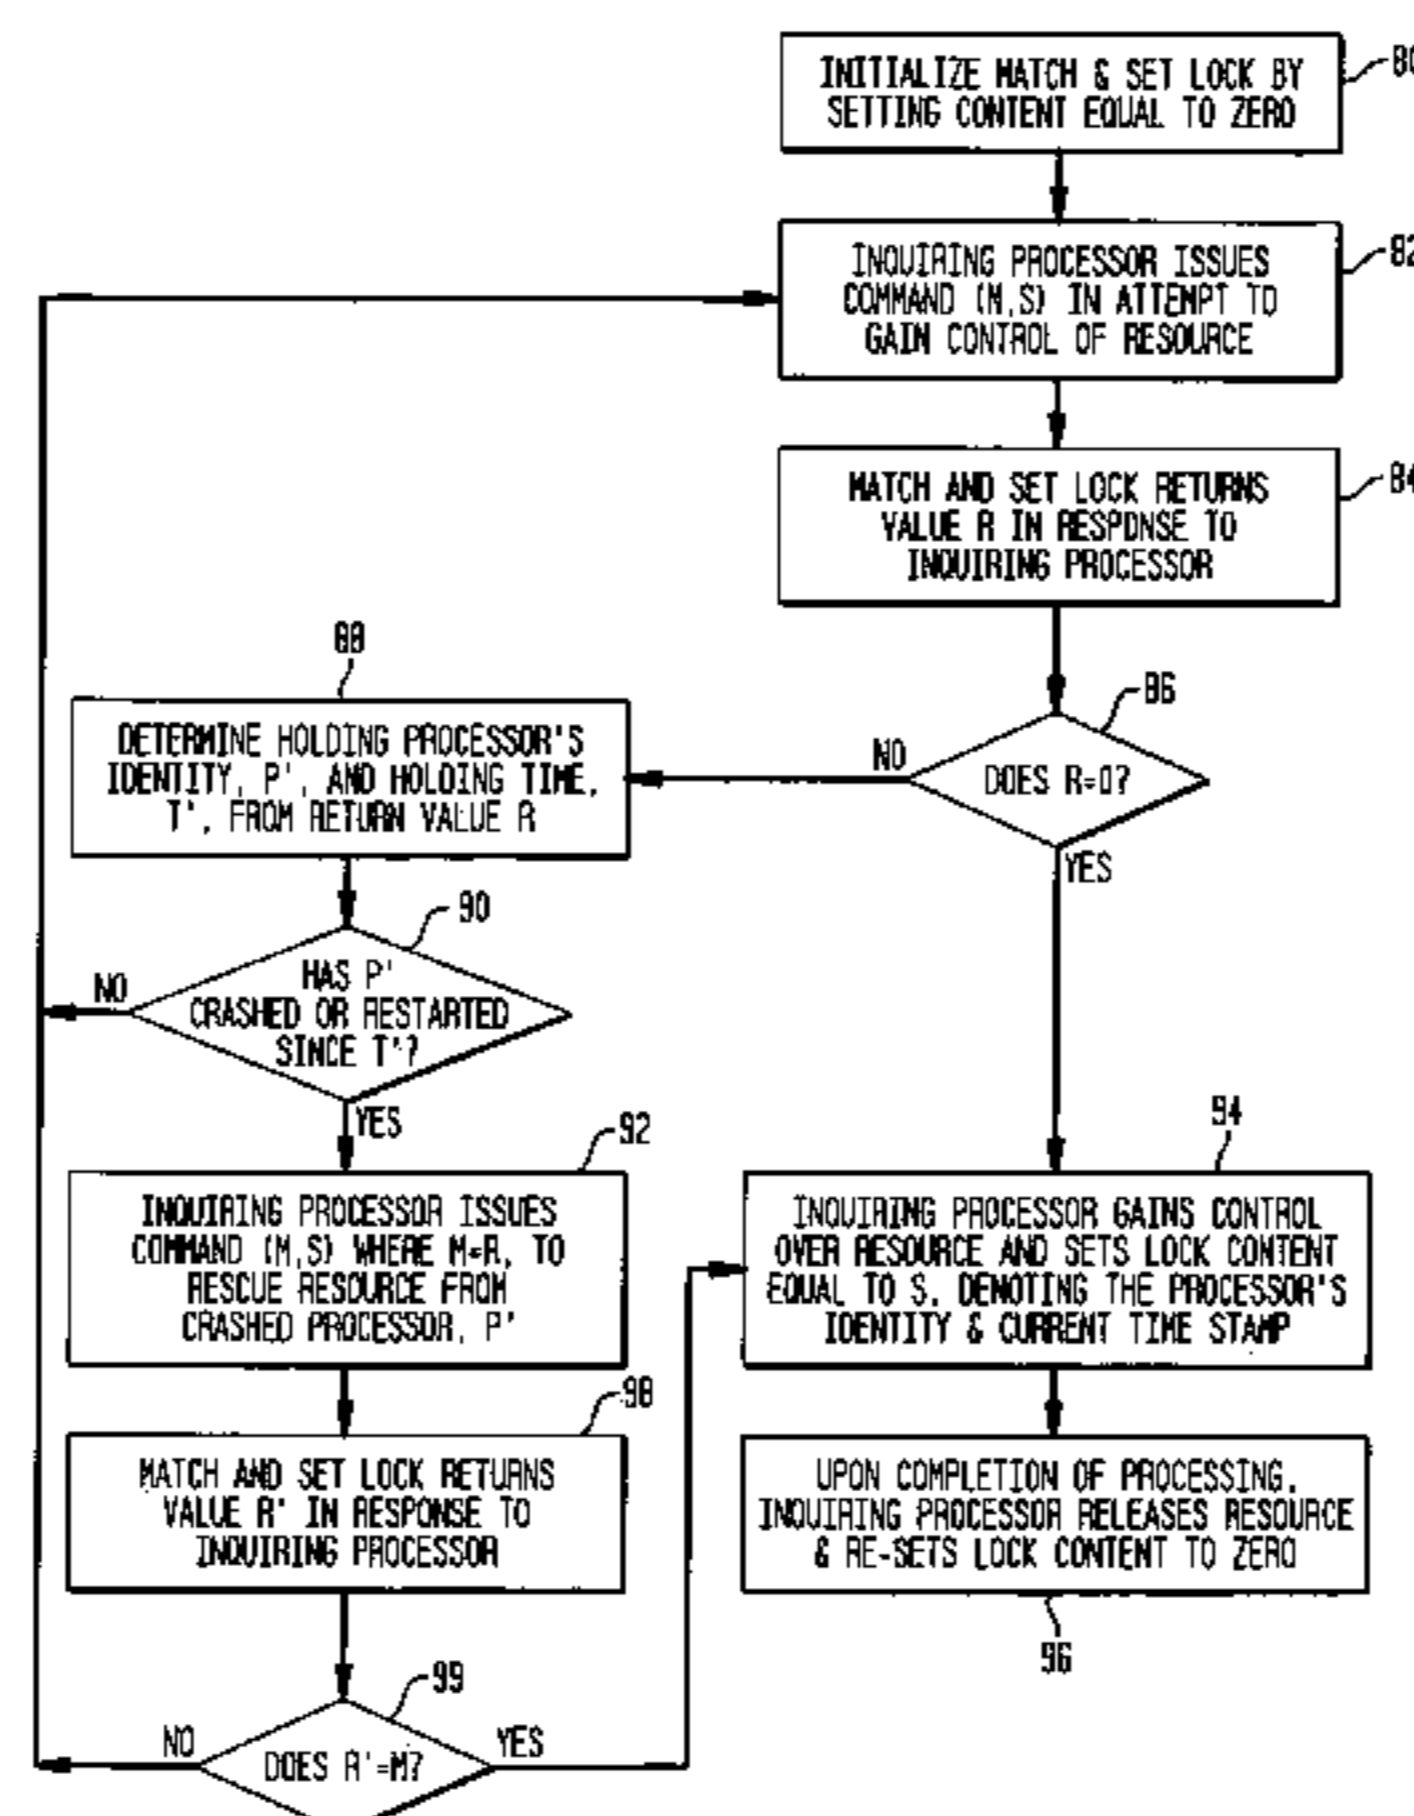 INITIALIZE MATCH & SET LOCK BY
SETTING CONTENT EQUAL TO ZERO
80
INQUIRING PROCESSOR ISSUES
COMMAND (M,S) IN ATTEMPT TO
GAIN CONTROL OF RESOURCE
82
MATCH AND SET LOCK RETURNS
VALUE R IN RESPONSE TO
INQUIRING PROCESSOR
84
86
DOES R=0?
NO
YES
88
DETERMINE HOLDING PROCESSOR'S
IDENTITY, P', AND HOLDING TIME,
T', FROM RETURN VALUE R
90
HAS P'
CRASHED OR RESTARTED
SINCE T'?
NO
YES
92
INQUIRING PROCESSOR ISSUES
COMMAND (M,S) WHERE M=R, TO
RESCUE RESOURCE FROM
CRASHED PROCESSOR, P'
98
MATCH AND SET LOCK RETURNS
VALUE R' IN RESPONSE TO
INQUIRING PROCESSOR
99
DOES R'=M?
NO
YES
94
INQUIRING PROCESSOR GAINS CONTROL
OVER RESOURCE AND SETS LOCK CONTENT
EQUAL TO S, DENOTING THE PROCESSOR'S
IDENTITY & CURRENT TIME STAMP
UPON COMPLETION OF PROCESSING,
INQUIRING PROCESSOR RELEASES RESOURCE
& RE-SETS LOCK CONTENT TO ZERO
96